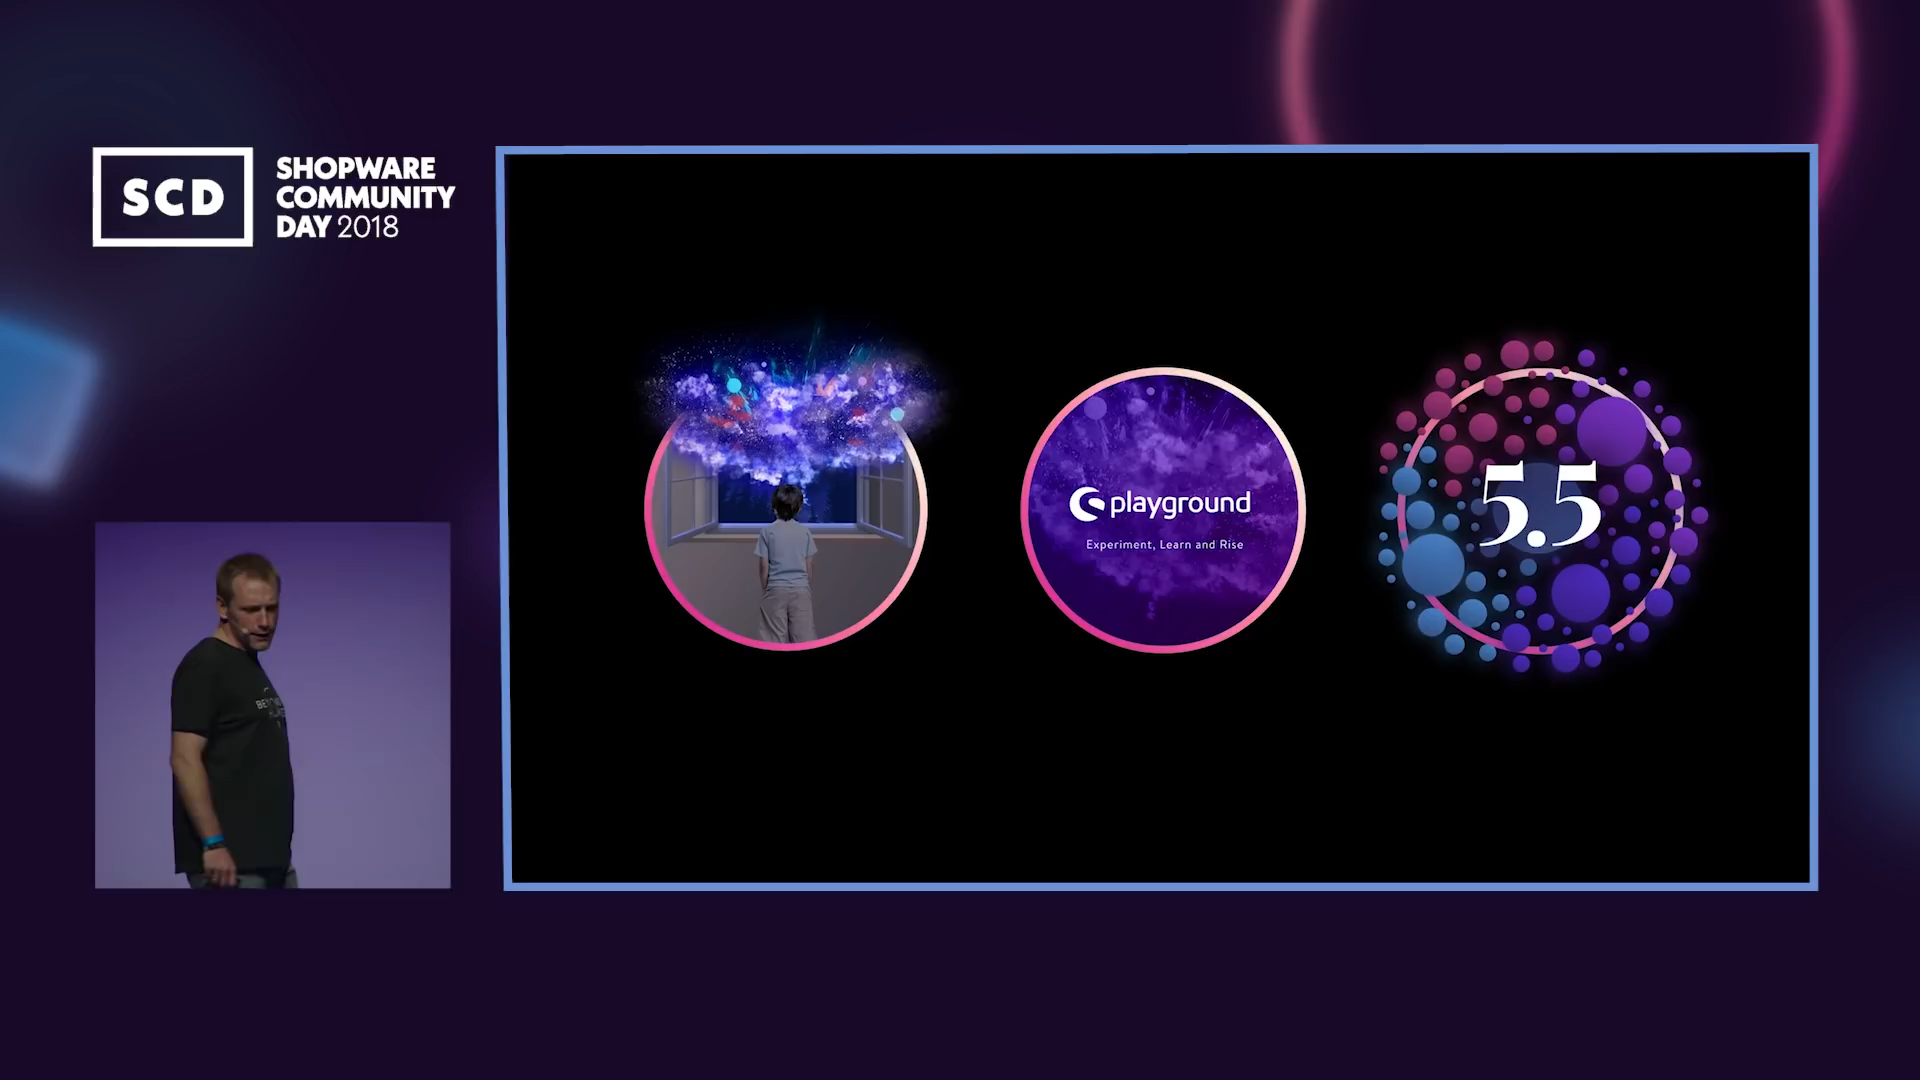 SCD
SHOPWARE
COMMUNITY
DAY 2018
playground
Experiment, Learn and Rise
5.5